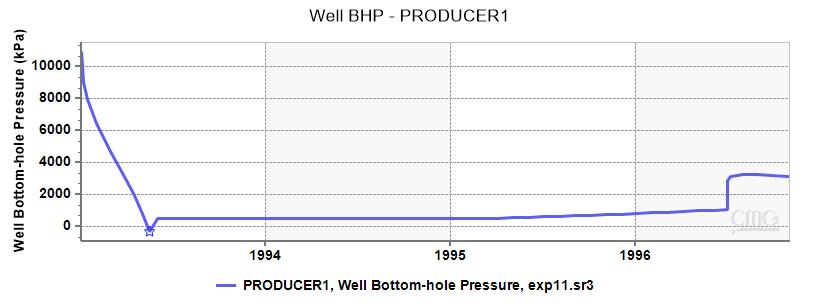 Well BHP - PRODUCER1
Well Bottom-hole Pressure (kPa)
10000
8000
6000
4000
2000
0
1994
1995
1996
CMG
PRODUCER1, Well Bottom-hole Pressure, exp11.sr3